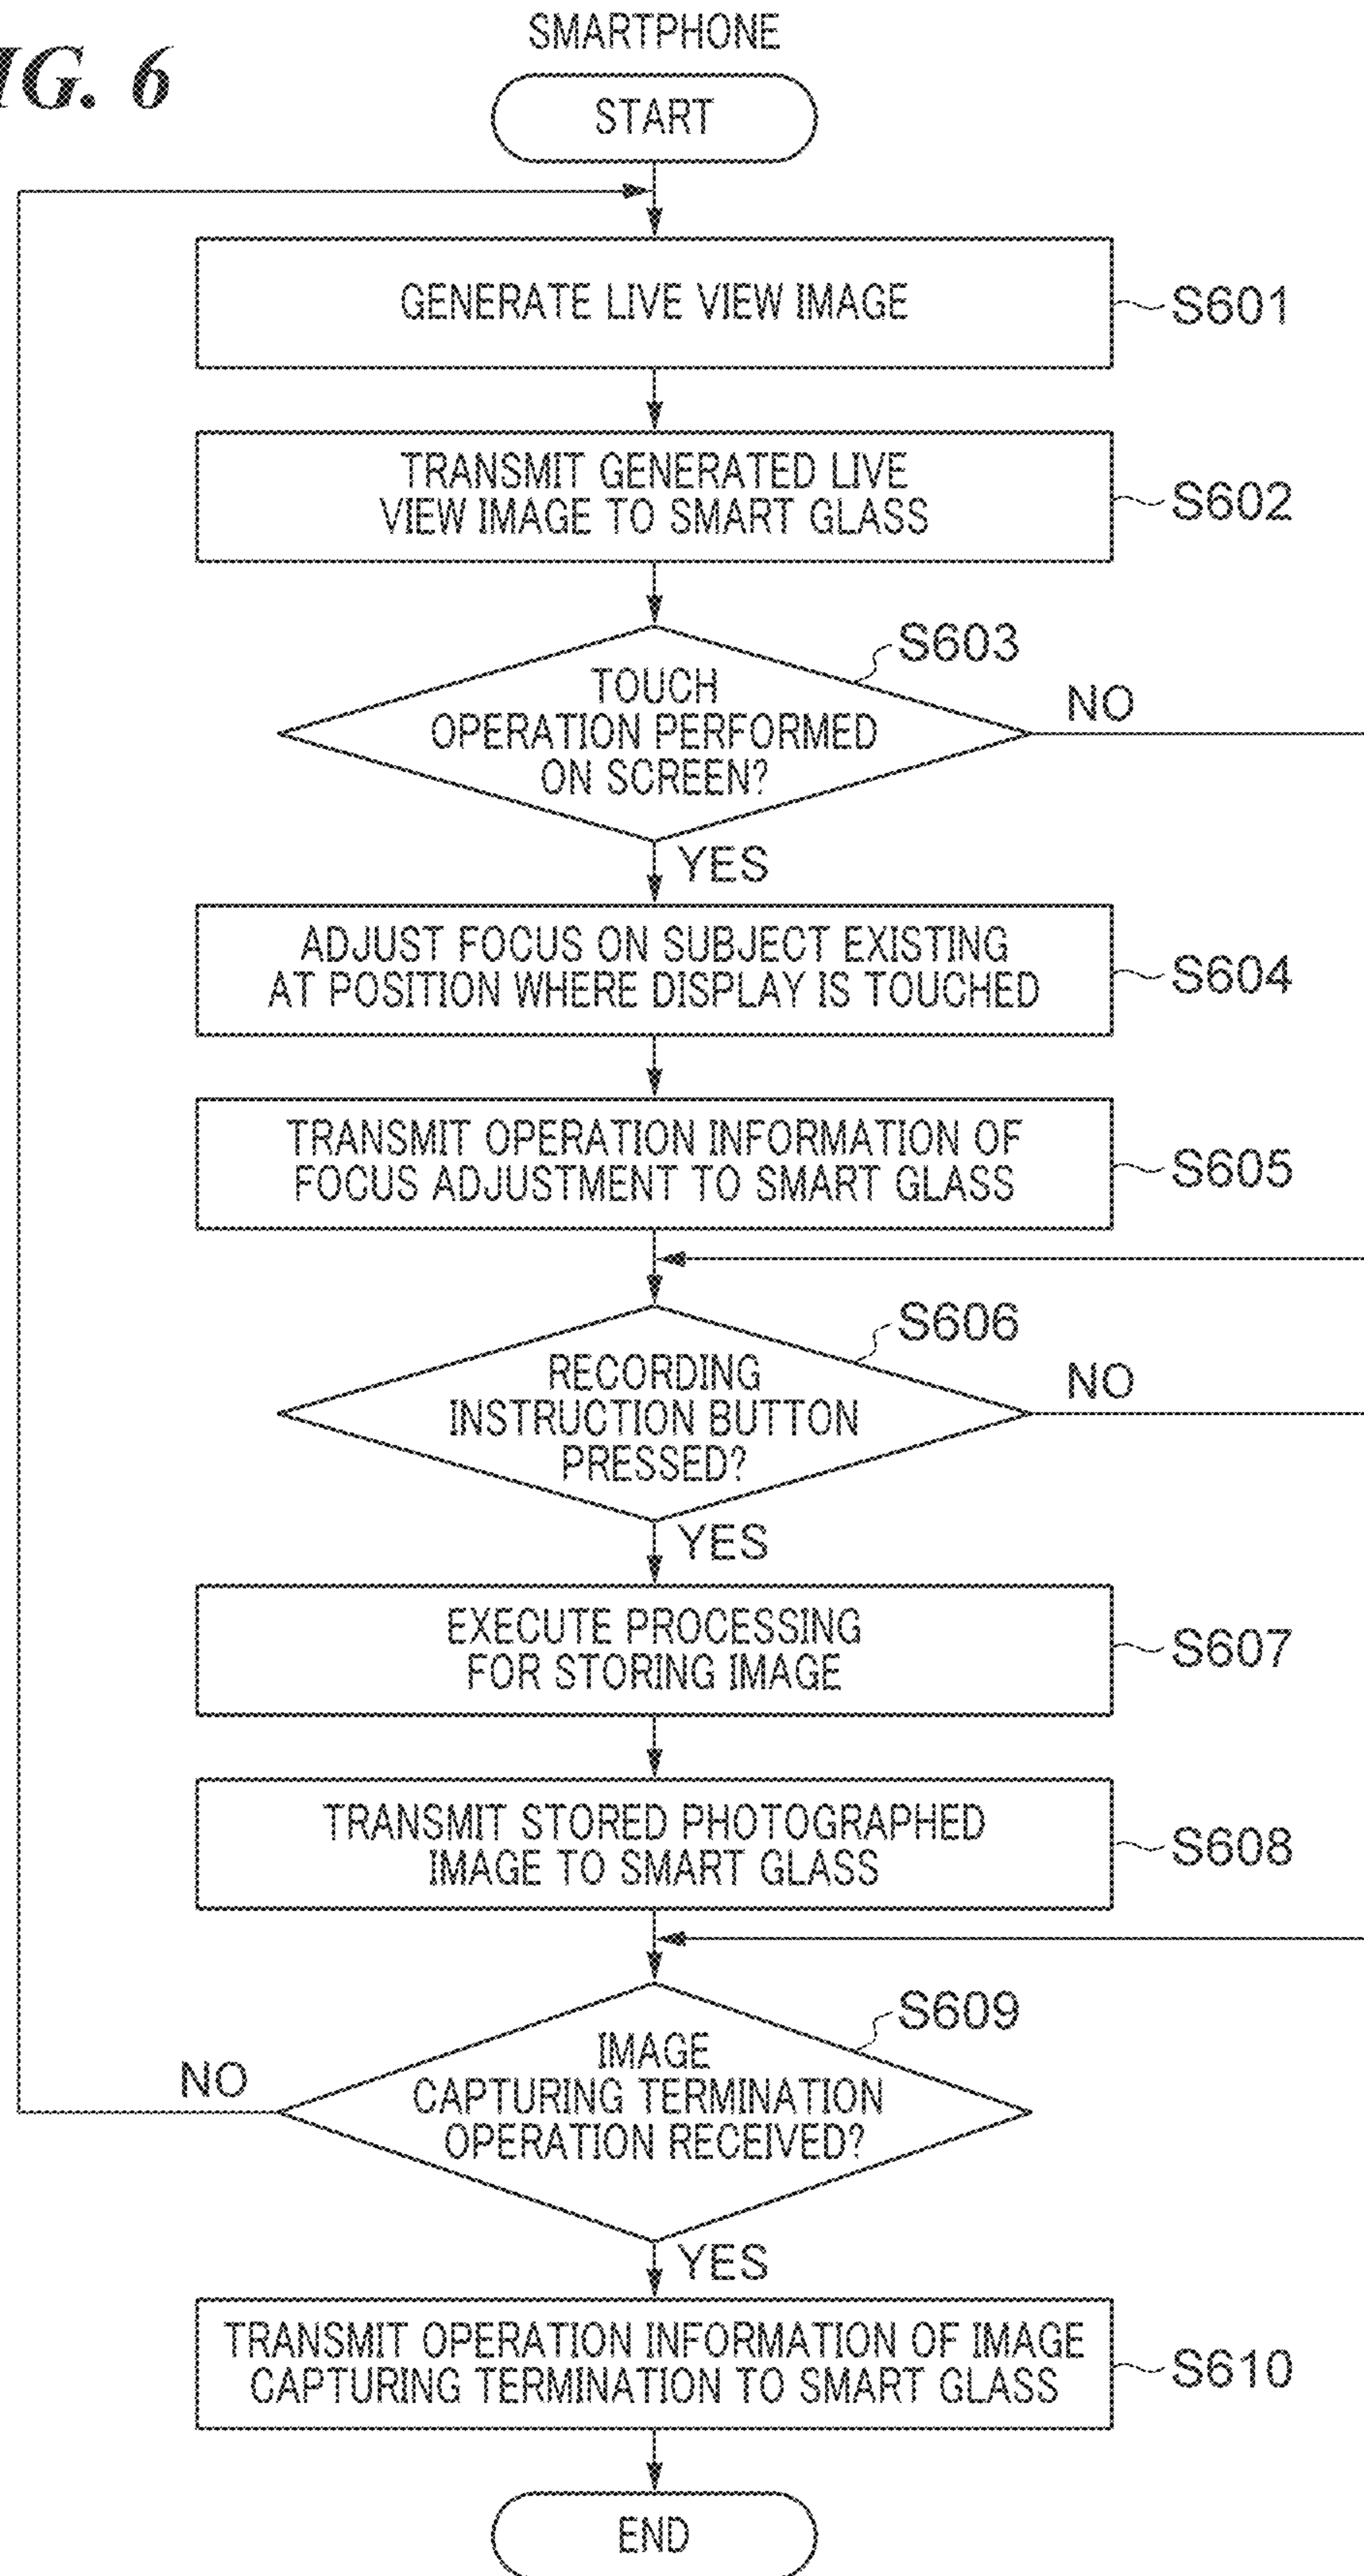 IG. 6
SMARTPHONE
START
GENERATE LIVE VIEW IMAGE
S601
TRANSMIT GENERATED LIVE
VIEW IMAGE TO SMART GLASS
S602
S603
TOUCH
OPERATION PERFORMED
ON SCREEN?
NO
YES
ADJUST FOCUS ON SUBJECT EXISTING
AT POSITION WHERE DISPLAY IS TOUCHED
S604
TRANSMIT OPERATION INFORMATION OF
FOCUS ADJUSTMENT TO SMART GLASS
S605
S606
RECORDING
INSTRUCTION BUTTON
PRESSED?
NO
YES
EXECUTE PROCESSING
FOR STORING IMAGE
S607
TRANSMIT STORED PHOTOGRAPHED
IMAGE TO SMART GLASS
S608
S609
IMAGE
CAPTURING TERMINATION
OPERATION RECEIVED?
NO
YES
TRANSMIT OPERATION INFORMATION OF IMAGE
CAPTURING TERMINATION TO SMART GLASS
S610
END